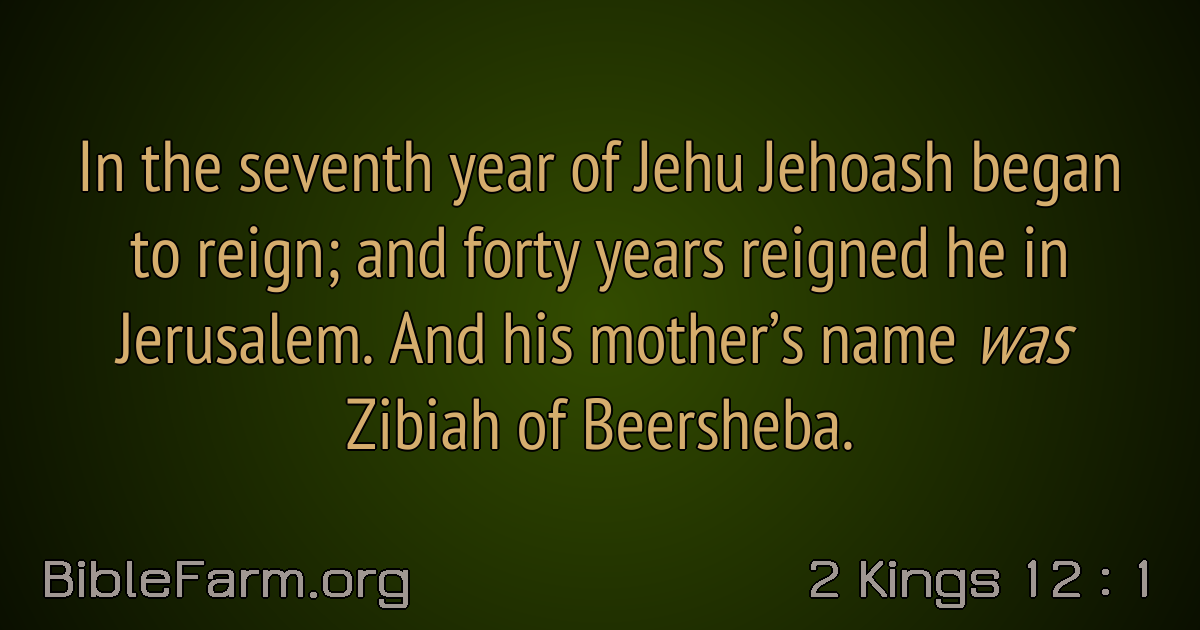 In the seventh year of Jehu Jehoash began
to reign; and forty years reigned he in
Jerusalem. And his mother’s name was
Zibiah of Beersheba.
BibleFarm.org
2 Kings 12 : 1